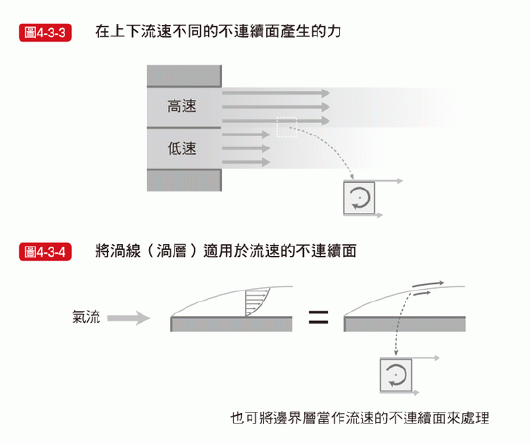 圖4-3-3 在上下流速不同的不連續面產生的力
高速
低速
圖4-3-4 將渦線（渦層）適用於流速的不連續面
氣流
=
也可將邊界層當作流速的不連續面來處理